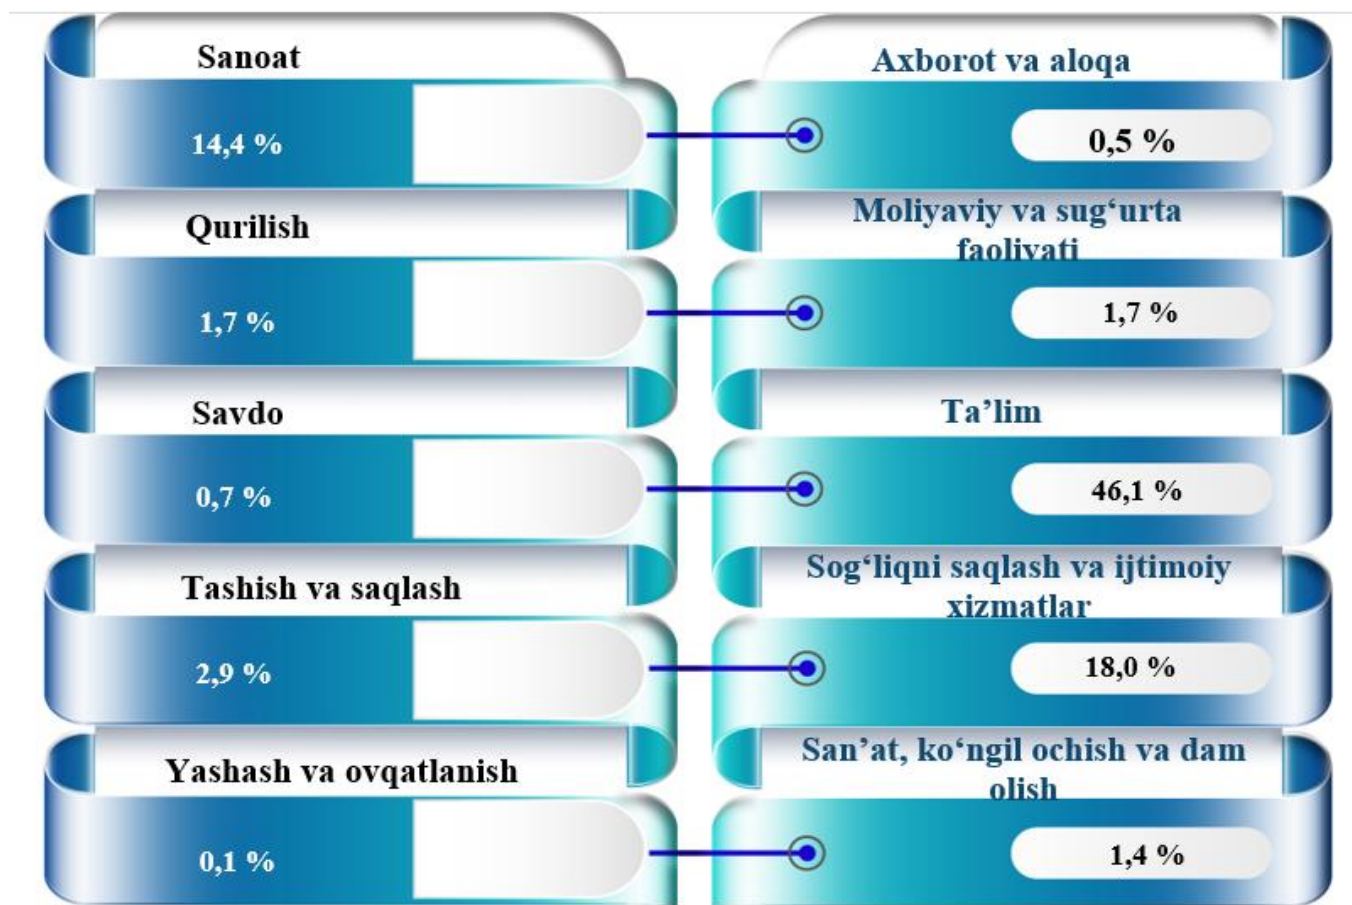 Sanoat
14,4 %
Qurilish
1,7 %
Savdo
0,7 %
Tashish va saqlash
2,9 %
Yashash va ovqatlanish
0,1 %
Axborot va aloqa
0,5 %
Moliyaviy va sug‘urta
faoliyati
1,7 %
Ta’lim
46,1 %
Sog‘liqni saqlash va ijtimoiy
xizmatlar
18,0 %
San’at, ko‘ngil ochish va dam
olish
1,4 %